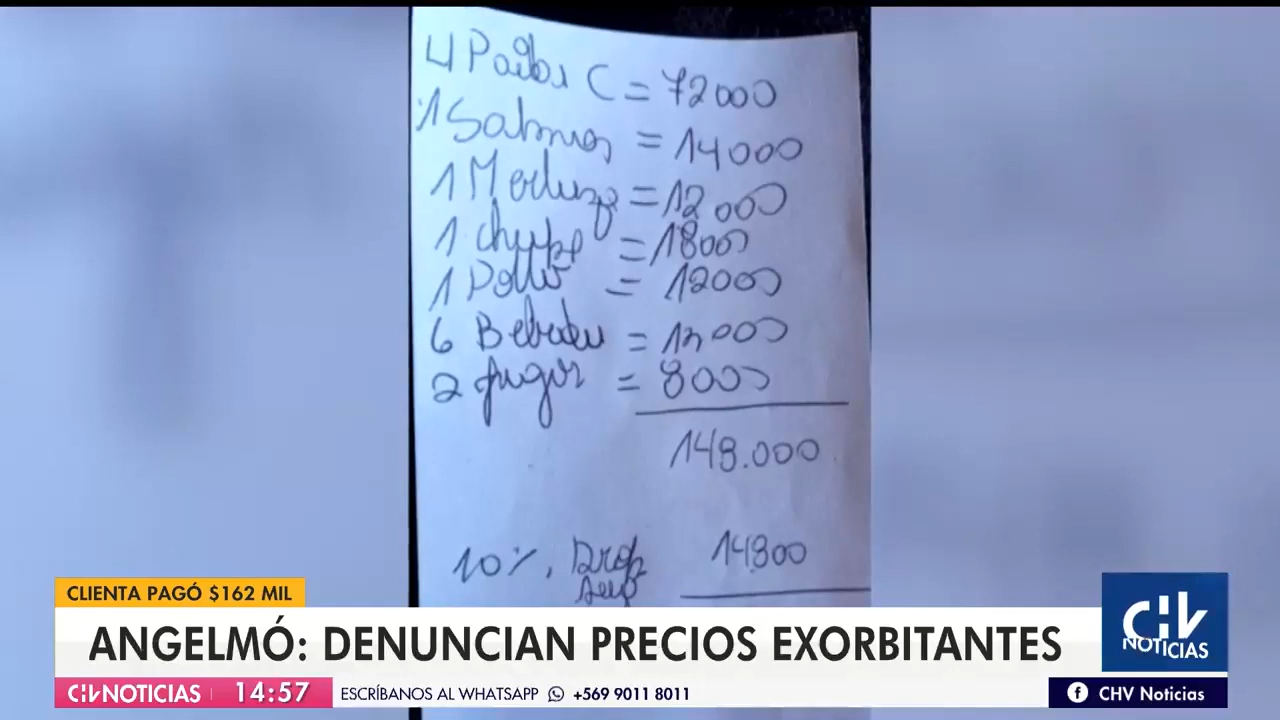 4 Pailas C = 72000
1 Salmon = 14000
1 Merluza = 12000
1 chupe = 18000
1 Pollo = 12000
6 Bebidas = 12000
2 jugos = 8000
148.000
10%. Prop 14800
CLIENTA PAGÓ $162 MIL
ANGELMÓ: DENUNCIAN PRECIOS EXORBITANTES
CHV NOTICIAS
CHV NOTICIAS 14:57 ESCRÍBANOS AL WHATSAPP +569 9011 8011
CHV Noticias